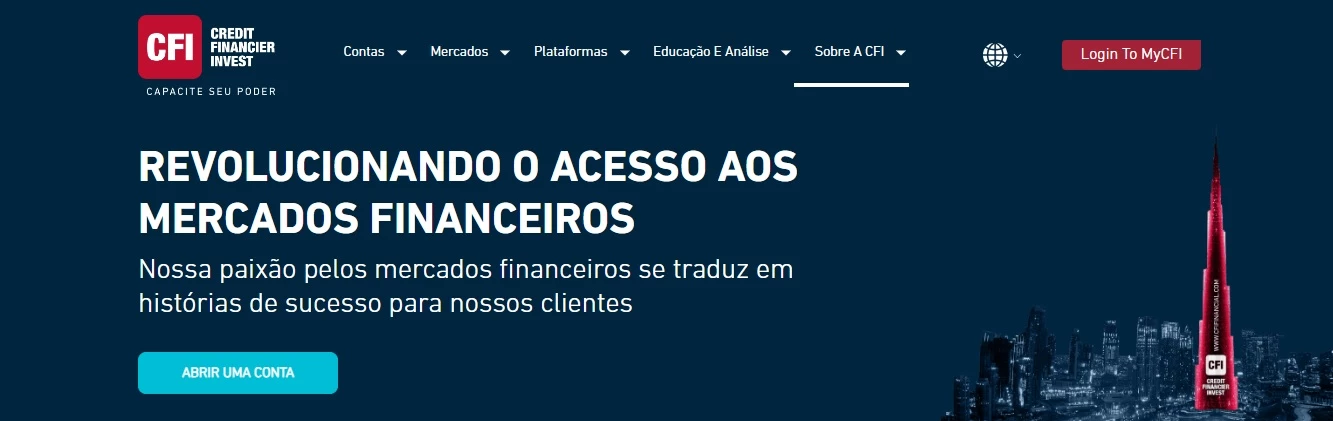 CFI
CREDIT
FINANCIER
INVEST
CAPACITE SEU PODER
Contas
Mercados
Plataformas
Educação E Análise
Sobre A CFI
Login To MyCFI
REVOLUCIONANDO O ACESSO AOS
MERCADOS FINANCEIROS
Nossa paixão pelos mercados financeiros se traduz em
histórias de sucesso para nossos clientes
ABRIR UMA CONTA
WWW.CFIFINANCIAL.COM
CFI
CREDIT
FINANCIER
INVEST